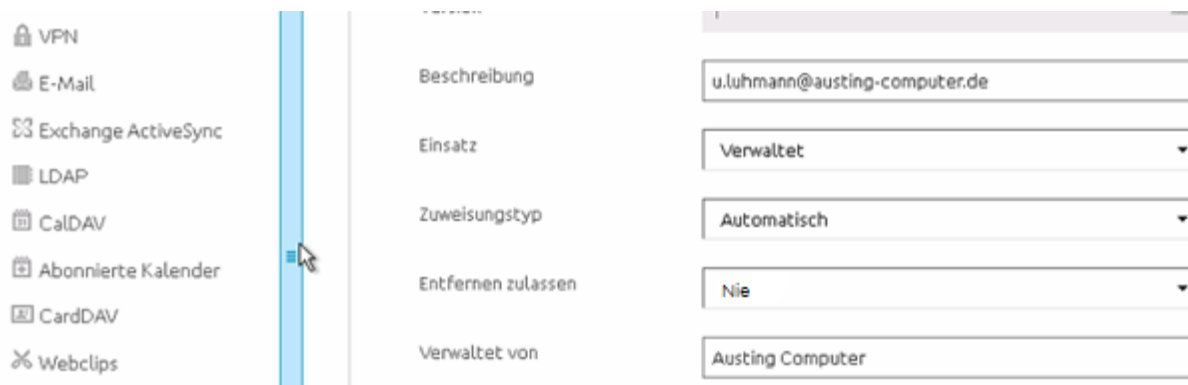 VPN
E-Mail
Exchange ActiveSync
LDAP
CalDAV
Abonnierte Kalender
CardDAV
Webclips
Beschreibung
u.luhmann@austing-computer.de
Einsatz
Verwaltet
Zuweisungstyp
Automatisch
Entfernen zulassen
Nie
Verwaltet von
Austing Computer